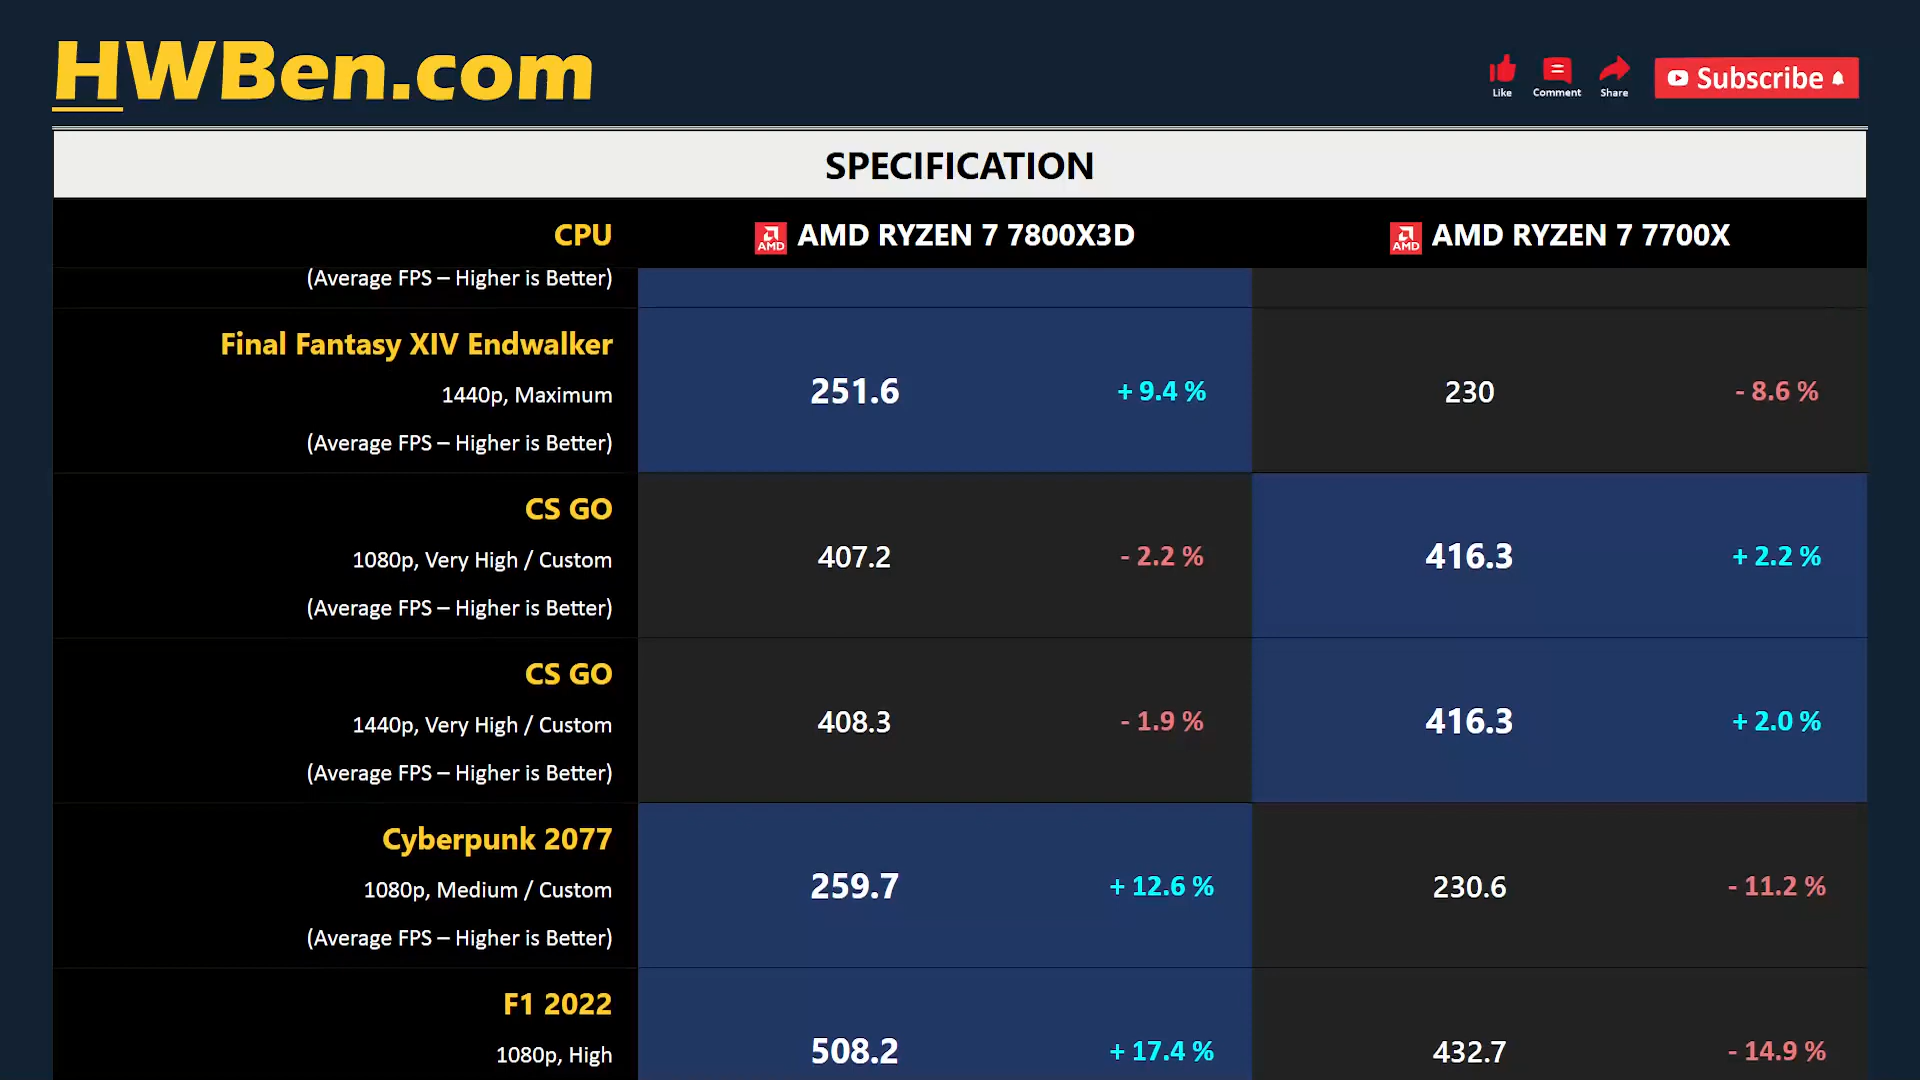 HWBen.com
Like Comment Share Subscribe
SPECIFICATION
CPU AMD AMD RYZEN 7 7800X3D AMD AMD RYZEN 7 7700X
(Average FPS – Higher is Better)
Final Fantasy XIV Endwalker
1440p, Maximum 251.6 + 9.4 % 230 - 8.6 %
(Average FPS – Higher is Better)
CS GO
1080p, Very High / Custom 407.2 - 2.2 % 416.3 + 2.2 %
(Average FPS – Higher is Better)
CS GO
1440p, Very High / Custom 408.3 - 1.9 % 416.3 + 2.0 %
(Average FPS – Higher is Better)
Cyberpunk 2077
1080p, Medium / Custom 259.7 + 12.6 % 230.6 - 11.2 %
(Average FPS – Higher is Better)
F1 2022
1080p, High 508.2 + 17.4 % 432.7 - 14.9 %